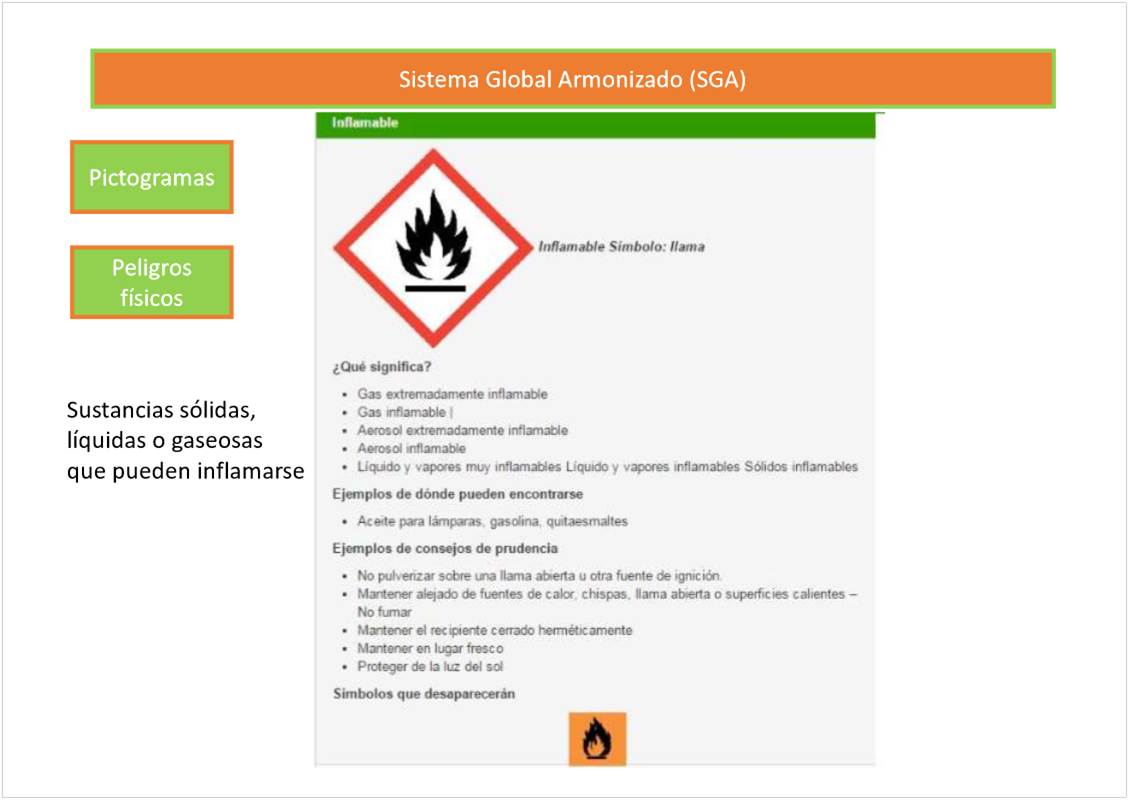 Sistema Global Armonizado (SGA)
Inflamable
Pictogramas
Inflamable Símbolo: llama
Peligros
físicos
¿Qué significa?
• Gas extremadamente inflamable
• Gas inflamable |
• Aerosol extremadamente inflamable
• Aerosol inflamable
• Líquido y vapores muy inflamables Líquido y vapores inflamables Sólidos inflamables
Sustancias sólidas,
líquidas o gaseosas
que pueden inflamarse
Ejemplos de dónde pueden encontrarse
• Aceite para lámparas, gasolina, quitaesmaltes
Ejemplos de consejos de prudencia
• No pulverizar sobre una llama abierta u otra fuente de ignición.
• Mantener alejado de fuentes de calor, chispas, llama abierta o superficies calientes –
No fumar
• Mantener el recipiente cerrado herméticamente
• Mantener en lugar fresco
• Proteger de la luz del sol
Símbolos que desaparecerán